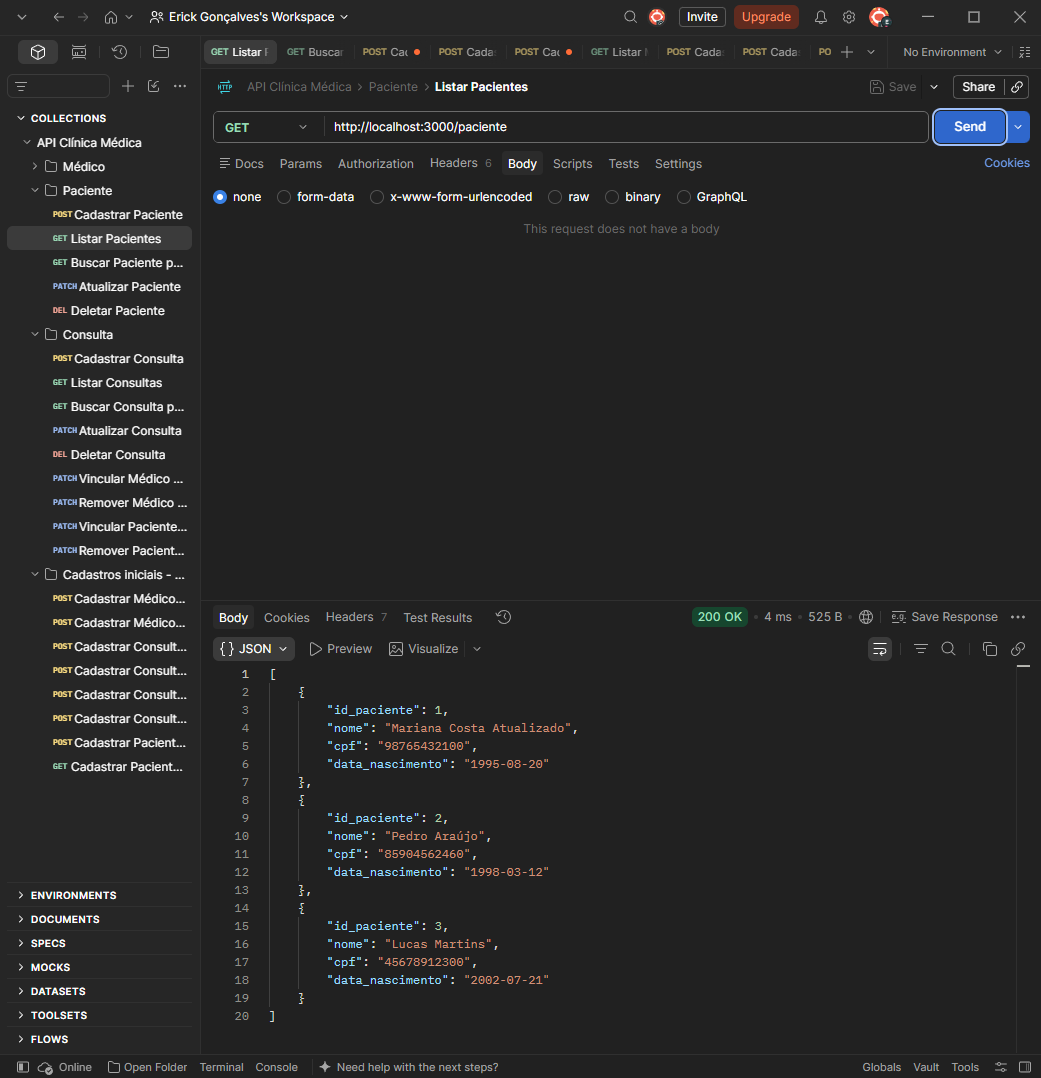 Erick Gonçalves's Workspace
Invite
Upgrade
GET Listar
GET Buscar
POST Cad
POST Cada
POST Cad
GET Listar
POST Cada
POST Cada
PO
No Environment
HTTP
API Clínica Médica > Paciente > Listar Pacientes
Save
Share
GET
http://localhost:3000/paciente
Send
Docs
Params
Authorization
Headers 6
Body
Scripts
Tests
Settings
Cookies
none
form-data
x-www-form-urlencoded
raw
binary
GraphQL
This request does not have a body
COLLECTIONS
API Clínica Médica
Médico
Paciente
POST Cadastrar Paciente
GET Listar Pacientes
GET Buscar Paciente p...
PATCH Atualizar Paciente
DEL Deletar Paciente
Consulta
POST Cadastrar Consulta
GET Listar Consultas
GET Buscar Consulta p...
PATCH Atualizar Consulta
DEL Deletar Consulta
PATCH Vincular Médico ...
PATCH Remover Médico ...
PATCH Vincular Paciente...
PATCH Remover Pacient...
Cadastros iniciais - ...
POST Cadastrar Médico...
POST Cadastrar Médico...
POST Cadastrar Consult...
POST Cadastrar Consult...
POST Cadastrar Consult...
POST Cadastrar Consult...
POST Cadastrar Pacient...
GET Cadastrar Pacient...
ENVIRONMENTS
DOCUMENTS
SPECS
MOCKS
DATASETS
TOOLSETS
FLOWS
Body
Cookies
Headers 7
Test Results
200 OK
4 ms
525 B
e.g. Save Response
{} JSON
Preview
Visualize
1 [
2 {
3 "id_paciente": 1,
4 "nome": "Mariana Costa Atualizado",
5 "cpf": "98765432100",
6 "data_nascimento": "1995-08-20"
7 },
8 {
9 "id_paciente": 2,
10 "nome": "Pedro Araújo",
11 "cpf": "85904562460",
12 "data_nascimento": "1998-03-12"
13 },
14 {
15 "id_paciente": 3,
16 "nome": "Lucas Martins",
17 "cpf": "45678912300",
18 "data_nascimento": "2002-07-21"
19 }
20 ]
Online
Open Folder
Terminal
Console
Need help with the next steps?
Globals
Vault
Tools